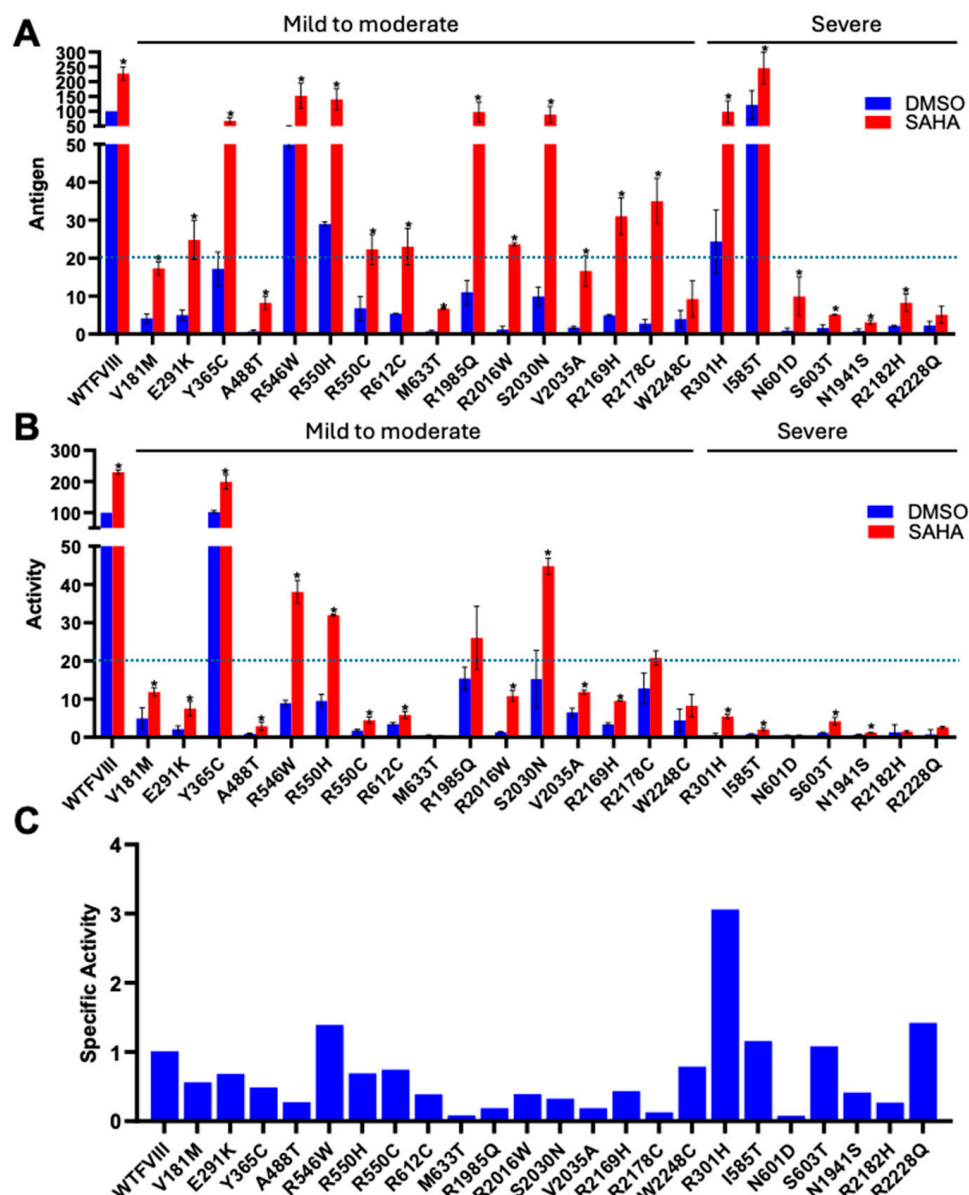 A
Mild to moderate
Severe
300
250
200
150
100
50
50
40
30
20
10
0
Antigen
DMSO
SAHA
* * * * * * * * * * * * * * * * * * * * * *
WTFVIII V181M E291K Y365C A488T R546W R550H R550C R612C M633T R1985Q R2016W S2030N V2035A R2169H R2178C W2248C R301H I585T N601D S603T N1941S R2182H R2228Q
B
Mild to moderate
Severe
300
200
100
50
40
30
20
10
0
Activity
DMSO
SAHA
* * * * * * * * * * * * * * * * *
WTFVIII V181M E291K Y365C A488T R546W R550H R550C R612C M633T R1985Q R2016W S2030N V2035A R2169H R2178C W2248C R301H I585T N601D S603T N1941S R2182H R2228Q
C
4
3
2
1
0
Specific Activity
WTFVIII V181M E291K Y365C A488T R546W R550H R550C R612C M633T R1985Q R2016W S2030N V2035A R2169H R2178C W2248C R301H I585T N601D S603T N1941S R2182H R2228Q